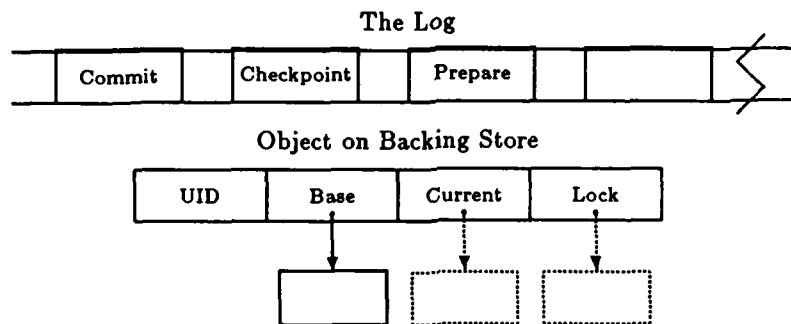 The Log
Commit Checkpoint Prepare
Object on Backing Store
UID Base Current Lock